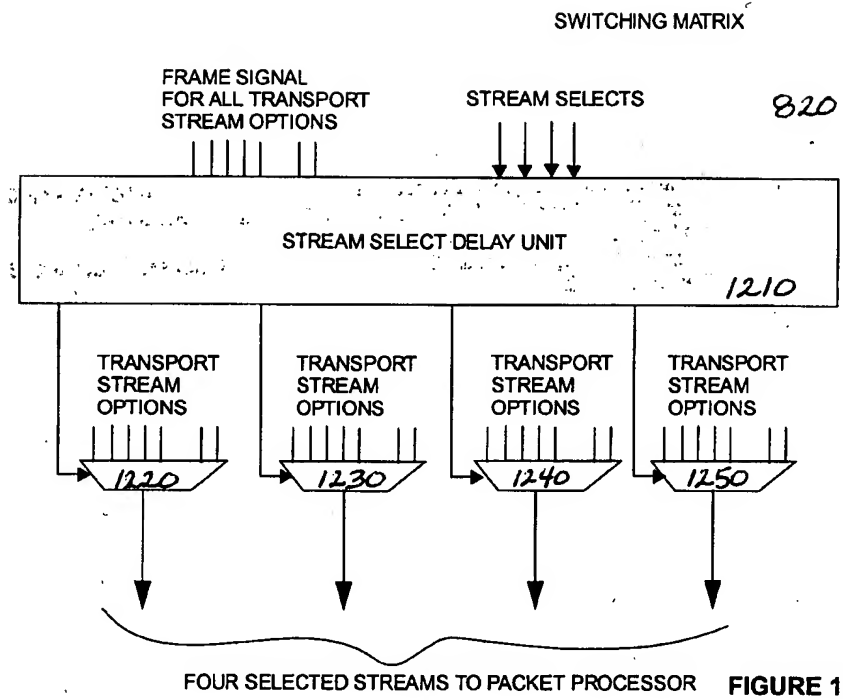 SWITCHING MATRIX
FRAME SIGNAL
FOR ALL TRANSPORT
STREAM OPTIONS
STREAM SELECTS
820
STREAM SELECT DELAY UNIT
1210
TRANSPORT
STREAM
OPTIONS
TRANSPORT
STREAM
OPTIONS
TRANSPORT
STREAM
OPTIONS
TRANSPORT
STREAM
OPTIONS
1220
1230
1240
1250
FOUR SELECTED STREAMS TO PACKET PROCESSOR
FIGURE 1